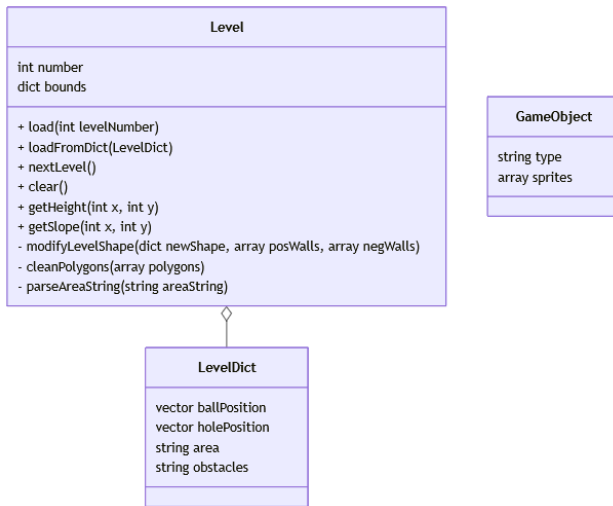 Level
int number
dict bounds
+ load(int levelNumber)
+ loadFromDict(LevelDict)
+ nextLevel()
+ clear()
+ getHeight(int x, int y)
+ getSlope(int x, int y)
- modifyLevelShape(dict newShape, array posWalls, array negWalls)
- cleanPolygons(array polygons)
- parseAreaString(string areaString)
GameObject
string type
array sprites
LevelDict
vector ballPosition
vector holePosition
string area
string obstacles